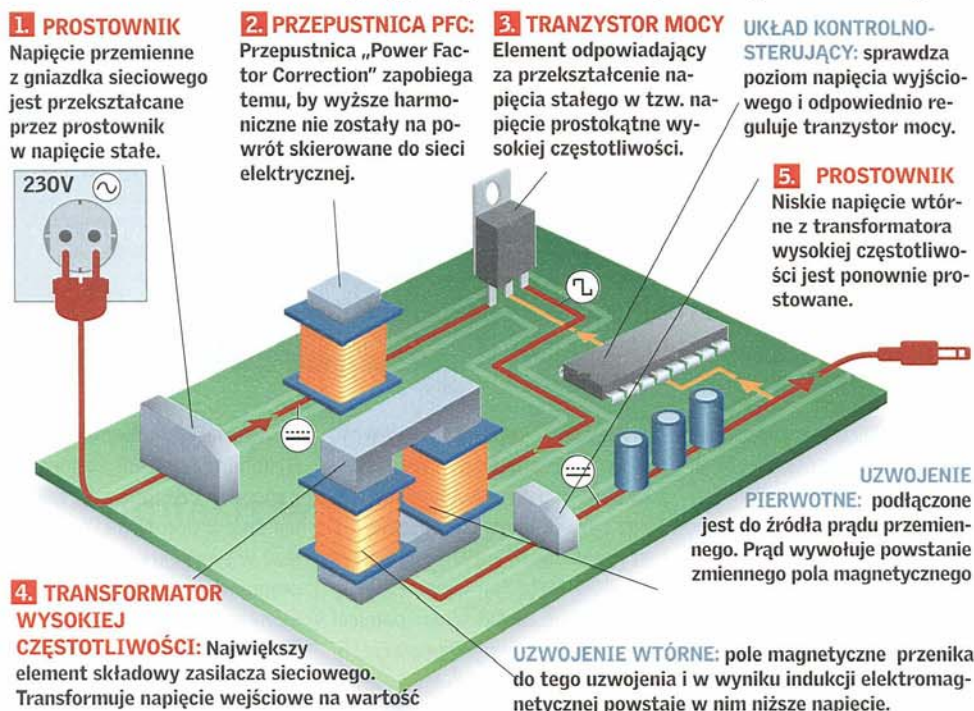 1. PROSTOWNIK
Napięcie przemienne
z gniazdka sieciowego
jest przekształcane
przez prostownik
w napięcie stałe.
230V
2. PRZEPUSTNICA PFC:
Przepustnica „Power Fac-
tor Correction” zapobiega
temu, by wyższe harmo-
niczne nie zostały na po-
wrót skierowane do sieci
elektrycznej.
3. TRANZYSTOR MOCY
Element odpowiadający
za przekształcenie na-
pięcia stałego w tzw. na-
pięcie prostokątne wy-
sokiej częstotliwości.
UKŁAD KONTROLNO-
STERUJĄCY: sprawdza
poziom napięcia wyjścio-
wego i odpowiednio re-
guluje tranzystor mocy.
5. PROSTOWNIK
Niskie napięcie wtór-
ne z transformatora
wysokiej częstotliwo-
ści jest ponownie pro-
stowane.
UZWOJENIE
PIERWOTNE: podłączone
jest do źródła prądu przemien-
nego. Prąd wywołuje powstanie
zmiennego pola magnetycznego
4. TRANSFORMATOR
WYSOKIEJ
CZĘSTOTLIWOŚCI: Największy
element składowy zasilacza sieciowego.
Transformuje napięcie wejściowe na wartość
UZWOJENIE WTÓRNE: pole magnetyczne przenika
do tego uzwojenia i w wyniku indukcji elektromag-
netycznej powstaje w nim niższe napięcie.